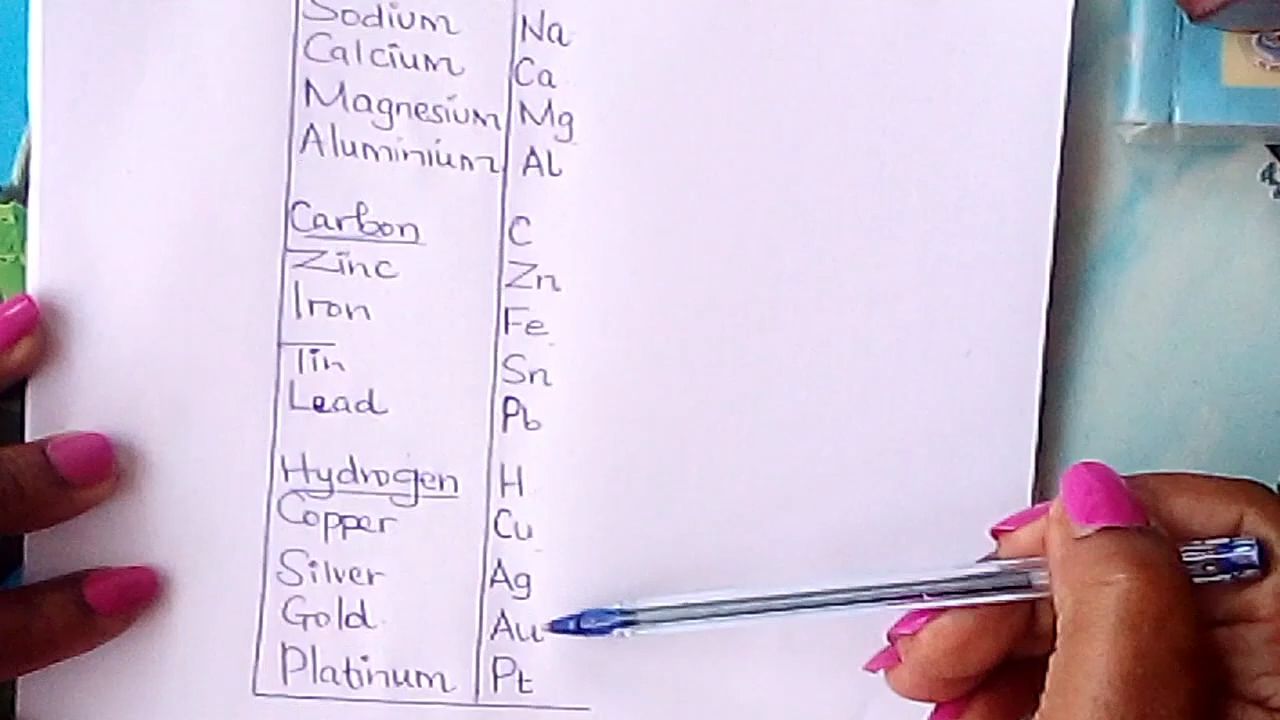 Sodium Na
Calcium Ca
Magnesium Mg
Aluminium Al
Carbon C
Zinc Zn
Iron Fe
Tin Sn
Lead Pb
Hydrogen H
Copper Cu
Silver Ag
Gold Au
Platinum Pt